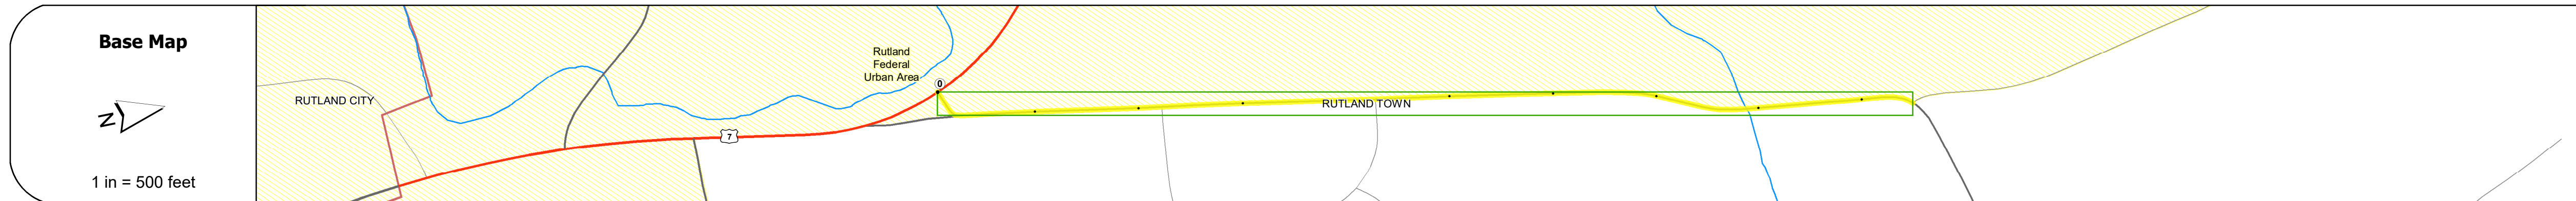 Base Map
N
1 in = 500 feet
RUTLAND CITY
7
Rutland
Federal
Urban Area
0
RUTLAND TOWN